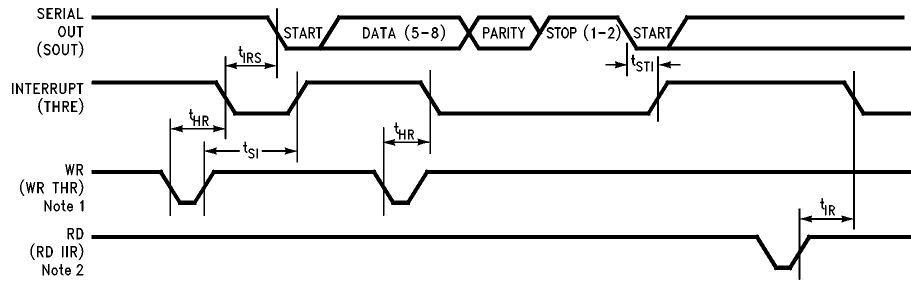 SERIAL
OUT
(SOUT)
START
DATA (5-8)
PARITY
STOP (1-2)
START
tIRS
tSTI
INTERRUPT
(THRE)
tHR
tHR
tSI
WR
(WR THR)
Note 1
tIR
RD
(RD IIR)
Note 2